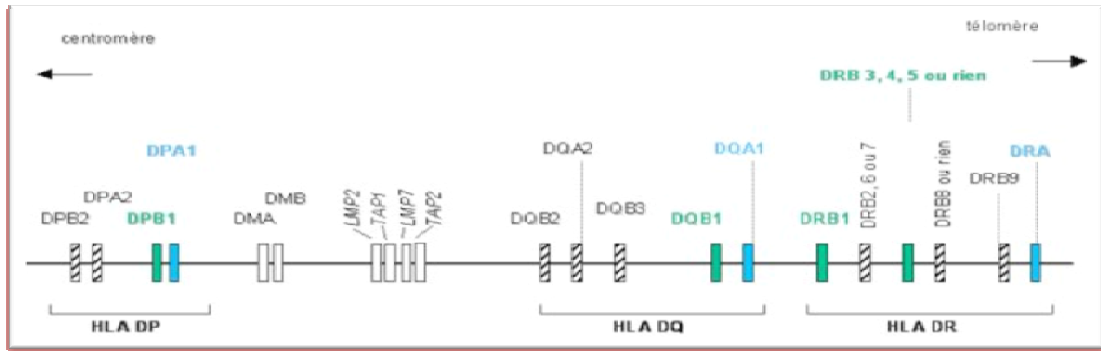 centromère
télomère
DRB 3, 4, 5 ou rien
DPA1
DQA2
DQA1
DRB2, 6 ou 7
DRB8 ou rien
DRA
DPA2
DMB
LMP2
TAP1
LMP7
TAP2
DRB9
DPB2
DPB1
DMA
DQB2
DQB3
DQB1
DRB1
HLA DP
HLA DQ
HLA DR